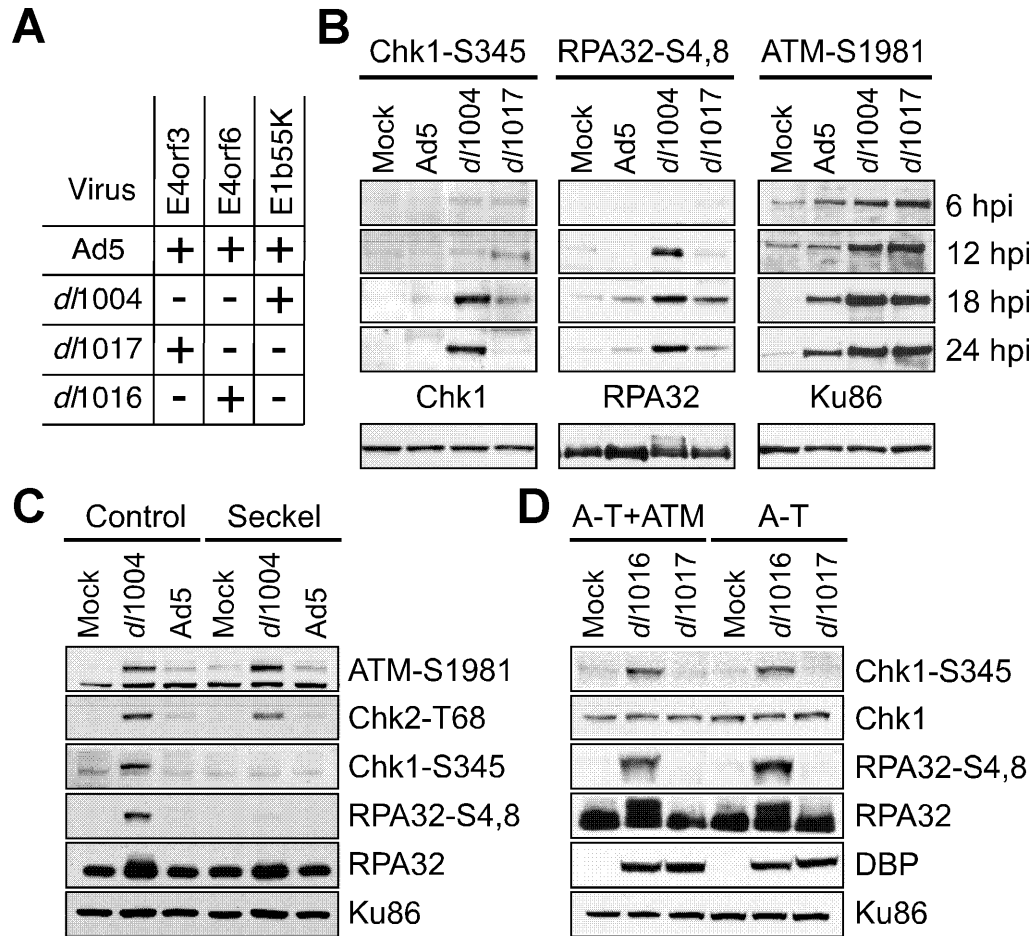 A
Virus E4orf3 E4orf6 E1b55K
Ad5 + + +
dl1004 - - +
dl1017 + - -
dl1016 - + -
B
Chk1-S345 RPA32-S4,8 ATM-S1981
Mock Ad5 dl1004 dl1017 Mock Ad5 dl1004 dl1017 Mock Ad5 dl1004 dl1017
6 hpi
12 hpi
18 hpi
24 hpi
Chk1 RPA32 Ku86
C
Control Seckel
Mock dl1004 Ad5 Mock dl1004 Ad5
ATM-S1981
Chk2-T68
Chk1-S345
RPA32-S4,8
RPA32
Ku86
D
A-T+ATM A-T
Mock dl1016 dl1017 Mock dl1016 dl1017
Chk1-S345
Chk1
RPA32-S4,8
RPA32
DBP
Ku86